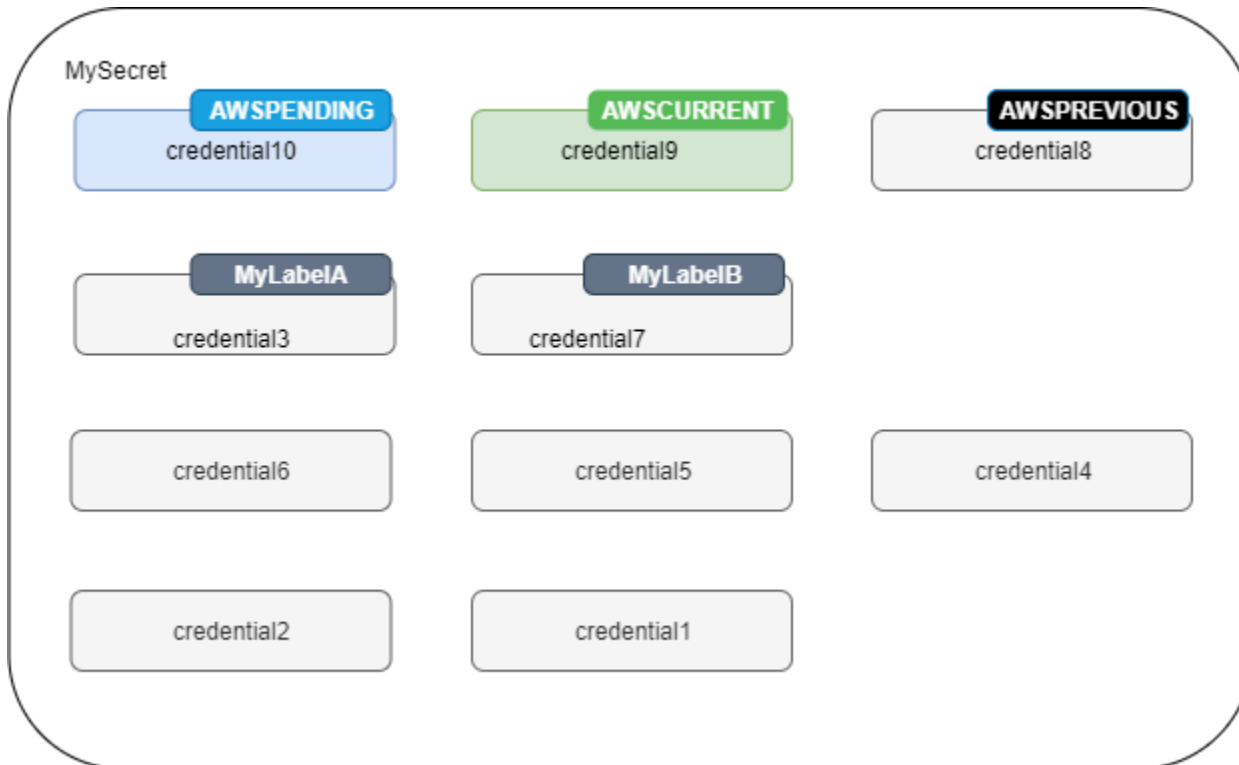 MySecret
AWSPENDING
credential10
AWSCURRENT
credential9
AWSPREVIOUS
credential8
MyLabelA
credential3
MyLabelB
credential7
credential6
credential5
credential4
credential2
credential1